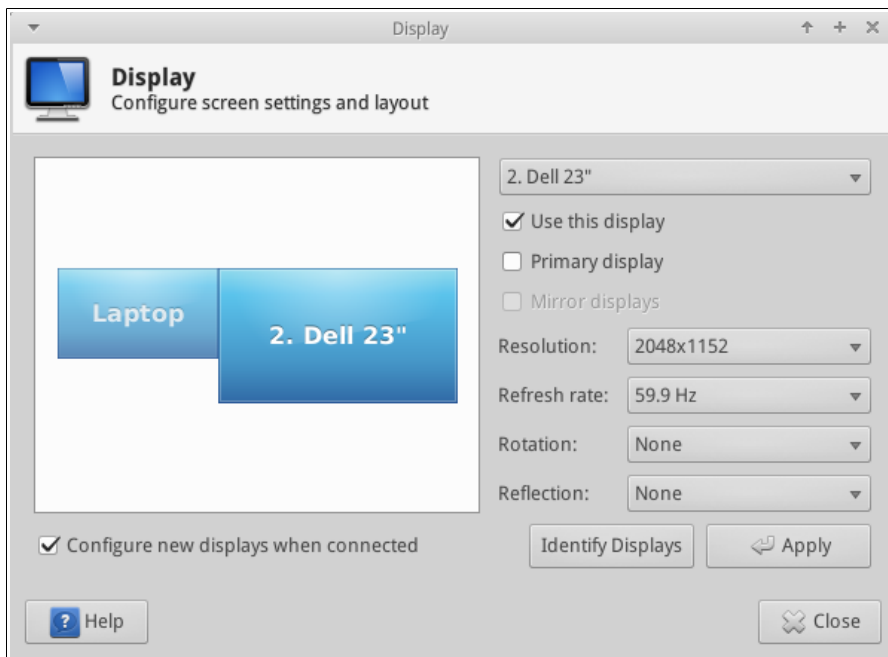 Display
Display
Configure screen settings and layout
Laptop
2. Dell 23"
2. Dell 23"
Use this display
Primary display
Mirror displays
Resolution: 2048x1152
Refresh rate: 59.9 Hz
Rotation: None
Reflection: None
Configure new displays when connected
Identify Displays
Apply
Help
Close